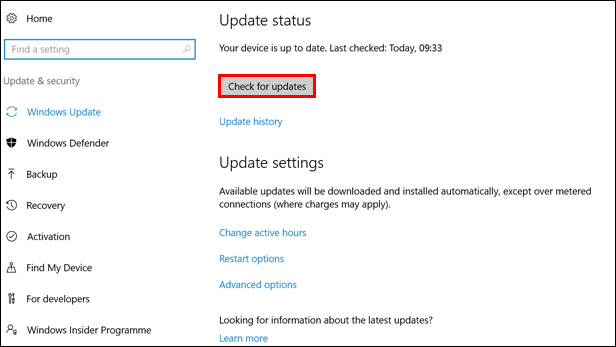 Home
Find a setting
Update & security
Windows Update
Windows Defender
Backup
Recovery
Activation
Find My Device
For developers
Windows Insider Programme
Update status
Your device is up to date. Last checked: Today, 09:33
Check for updates
Update history
Update settings
Available updates will be downloaded and installed automatically, except over metered
connections (where charges may apply).
Change active hours
Restart options
Advanced options
Looking for information about the latest updates?
Learn more